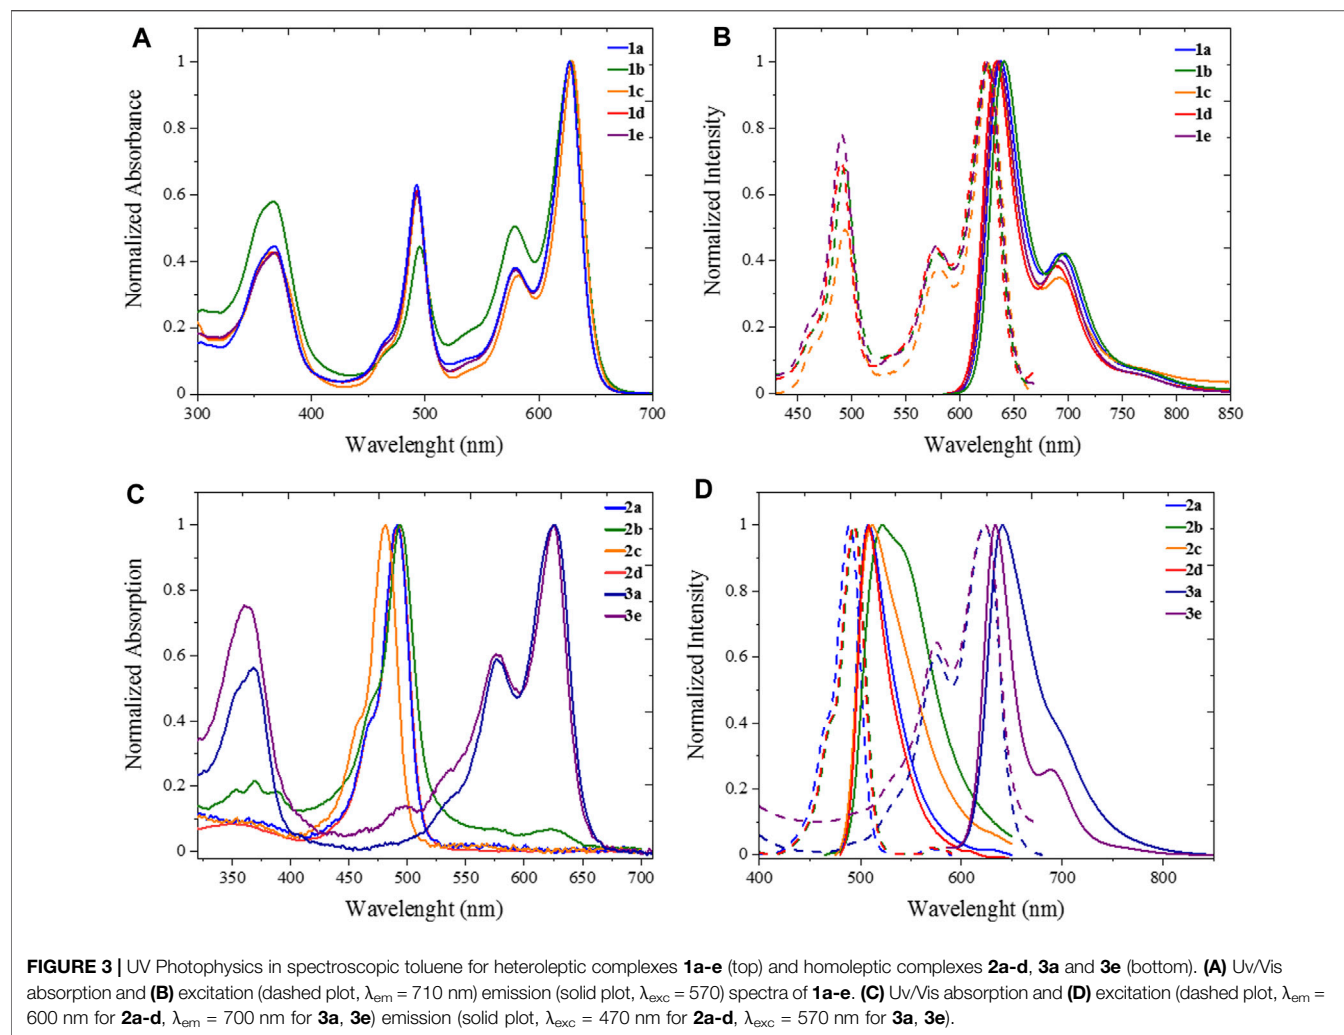 A
1a
1b
1c
1d
1e
1
0.8
0.6
0.4
0.2
0
Normalized Absorbance
300 400 500 600 700
Wavelenght (nm)
B
1a
1b
1c
1d
1e
1
0.8
0.6
0.4
0.2
0
Normalized Intensity
450 500 550 600 650 700 750 800 850
Wavelenght (nm)
C
2a
2b
2c
2d
3a
3e
1
0.8
0.6
0.4
0.2
0
Normalized Absorption
350 400 450 500 550 600 650 700
Wavelenght (nm)
D
2a
2b
2c
2d
3a
3e
1
0.8
0.6
0.4
0.2
0
Normalized Intensity
400 500 600 700 800
Wavelenght (nm)
FIGURE 3 | UV Photophysics in spectroscopic toluene for heteroleptic complexes 1a-e (top) and homoleptic complexes 2a-d, 3a and 3e (bottom). (A) Uv/Vis
absorption and (B) excitation (dashed plot, λem = 710 nm) emission (solid plot, λexc = 570) spectra of 1a-e. (C) Uv/Vis absorption and (D) excitation (dashed plot, λem =
600 nm for 2a-d, λem = 700 nm for 3a, 3e) emission (solid plot, λexc = 470 nm for 2a-d, λexc = 570 nm for 3a, 3e).